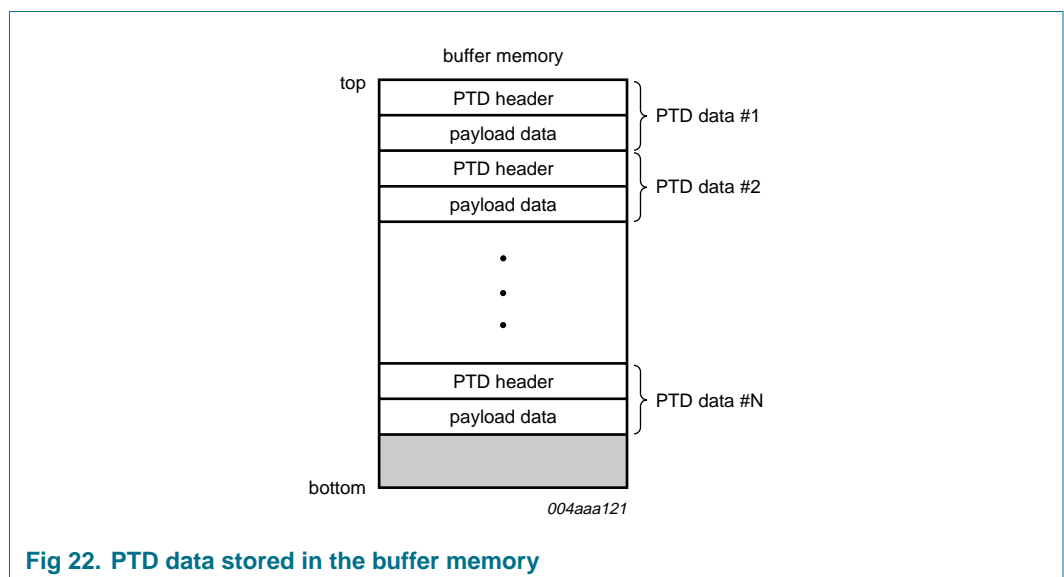 buffer memory
top
PTD header
payload data
PTD data #1
PTD header
payload data
PTD data #2
PTD header
payload data
PTD data #N
bottom
004aaa121
Fig 22. PTD data stored in the buffer memory